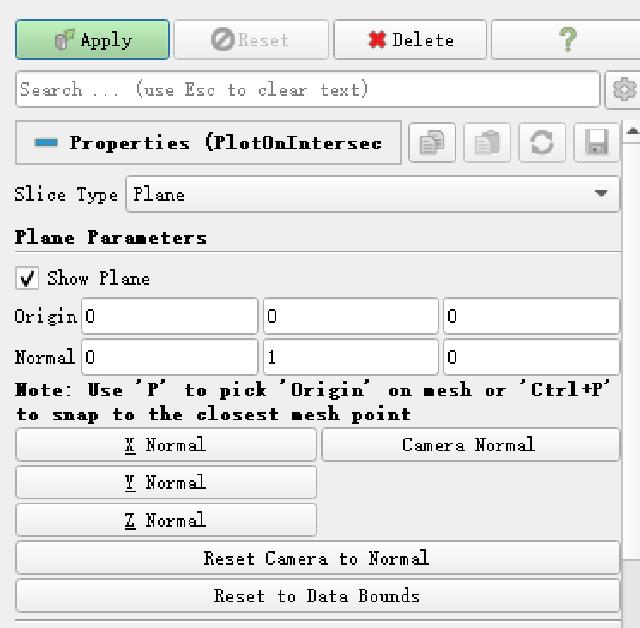 Apply Reset Delete ?
Search ... (use Esc to clear text)
Properties (PlotOnIntersec
Slice Type Plane
Plane Parameters
Show Plane
Origin 0 0 0
Normal 0 1 0
Note: Use 'P' to pick 'Origin' on mesh or 'Ctrl+P'
to snap to the closest mesh point
X Normal Camera Normal
Y Normal
Z Normal
Reset Camera to Normal
Reset to Data Bounds